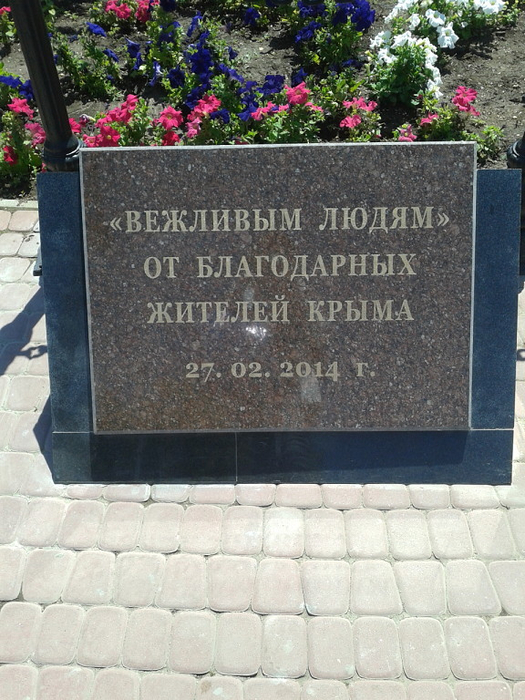 «ВЕЖЛИВЫМ ЛЮДЯМ»
ОТ БЛАГОДАРНЫХ
ЖИТЕЛЕЙ КРЫМА
27. 02. 2014 г.